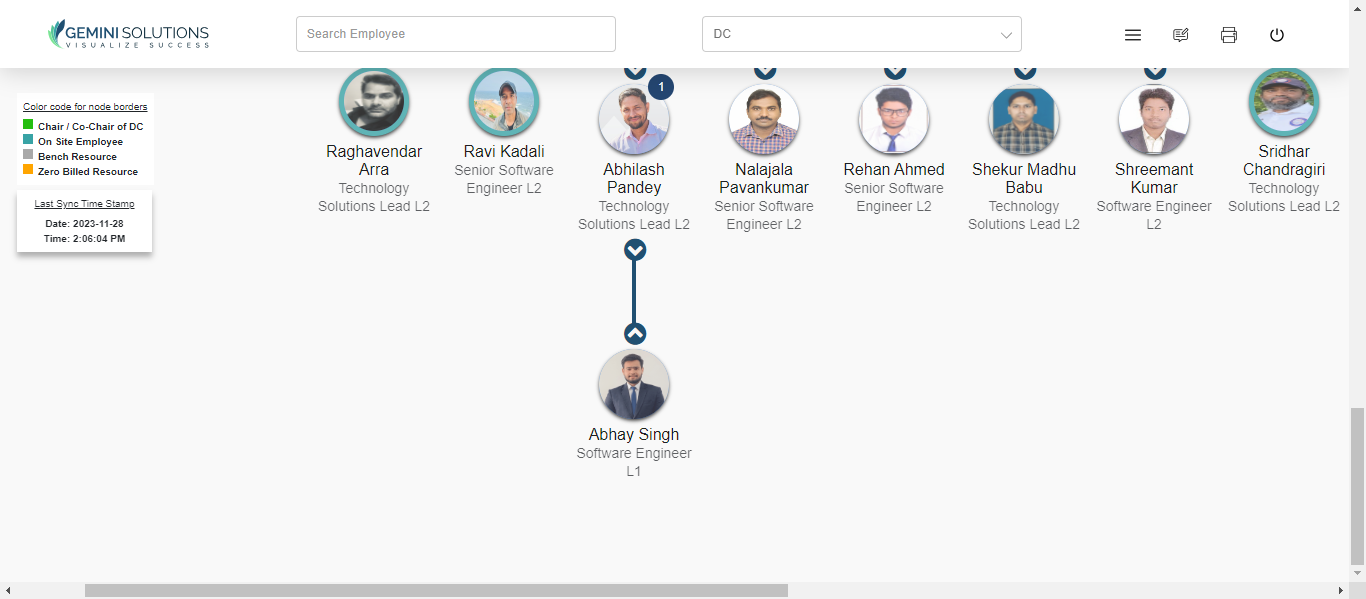 GEMINI SOLUTIONS
VISUALIZE SUCCESS
Search Employee
DC
Color code for node borders
Chair / Co-Chair of DC
On Site Employee
Bench Resource
Zero Billed Resource
Last Sync Time Stamp
Date: 2023-11-28
Time: 2:06:04 PM
Raghavendar
Arra
Technology
Solutions Lead L2
Ravi Kadali
Senior Software
Engineer L2
1
Abhilash
Pandey
Technology
Solutions Lead L2
Nalajala
Pavankumar
Senior Software
Engineer L2
Rehan Ahmed
Senior Software
Engineer L2
Shekur Madhu
Babu
Technology
Solutions Lead L2
Shreemant
Kumar
Software Engineer
L2
Sridhar
Chandragiri
Technology
Solutions Lead L2
Abhay Singh
Software Engineer
L1